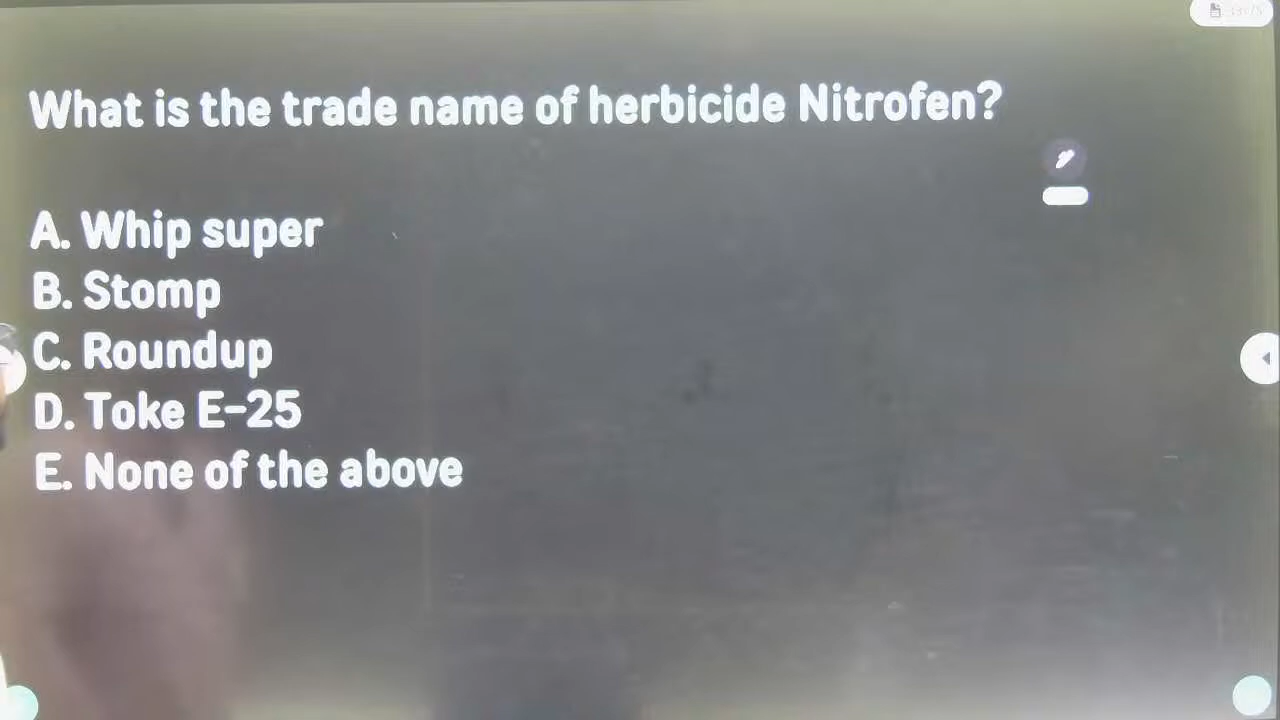 What is the trade name of herbicide Nitrofen?
A. Whip super
B. Stomp
C. Roundup
D. Toke E-25
E. None of the above